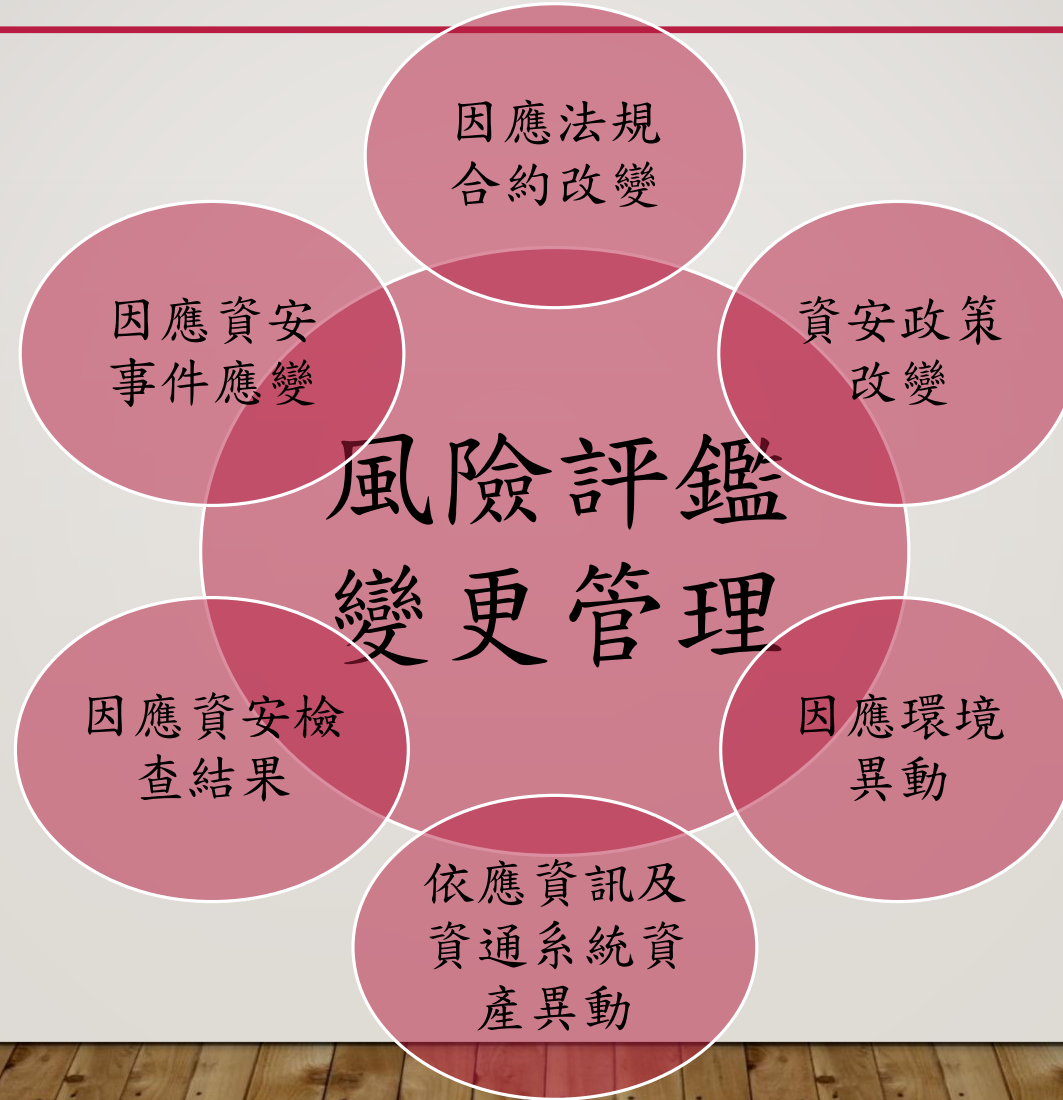 因應法規
合約改變
因應資安
事件應變
資安政策
改變
風險評鑑
變更管理
因應資安檢
查結果
因應環境
異動
依應資訊及
資通系統資
產異動